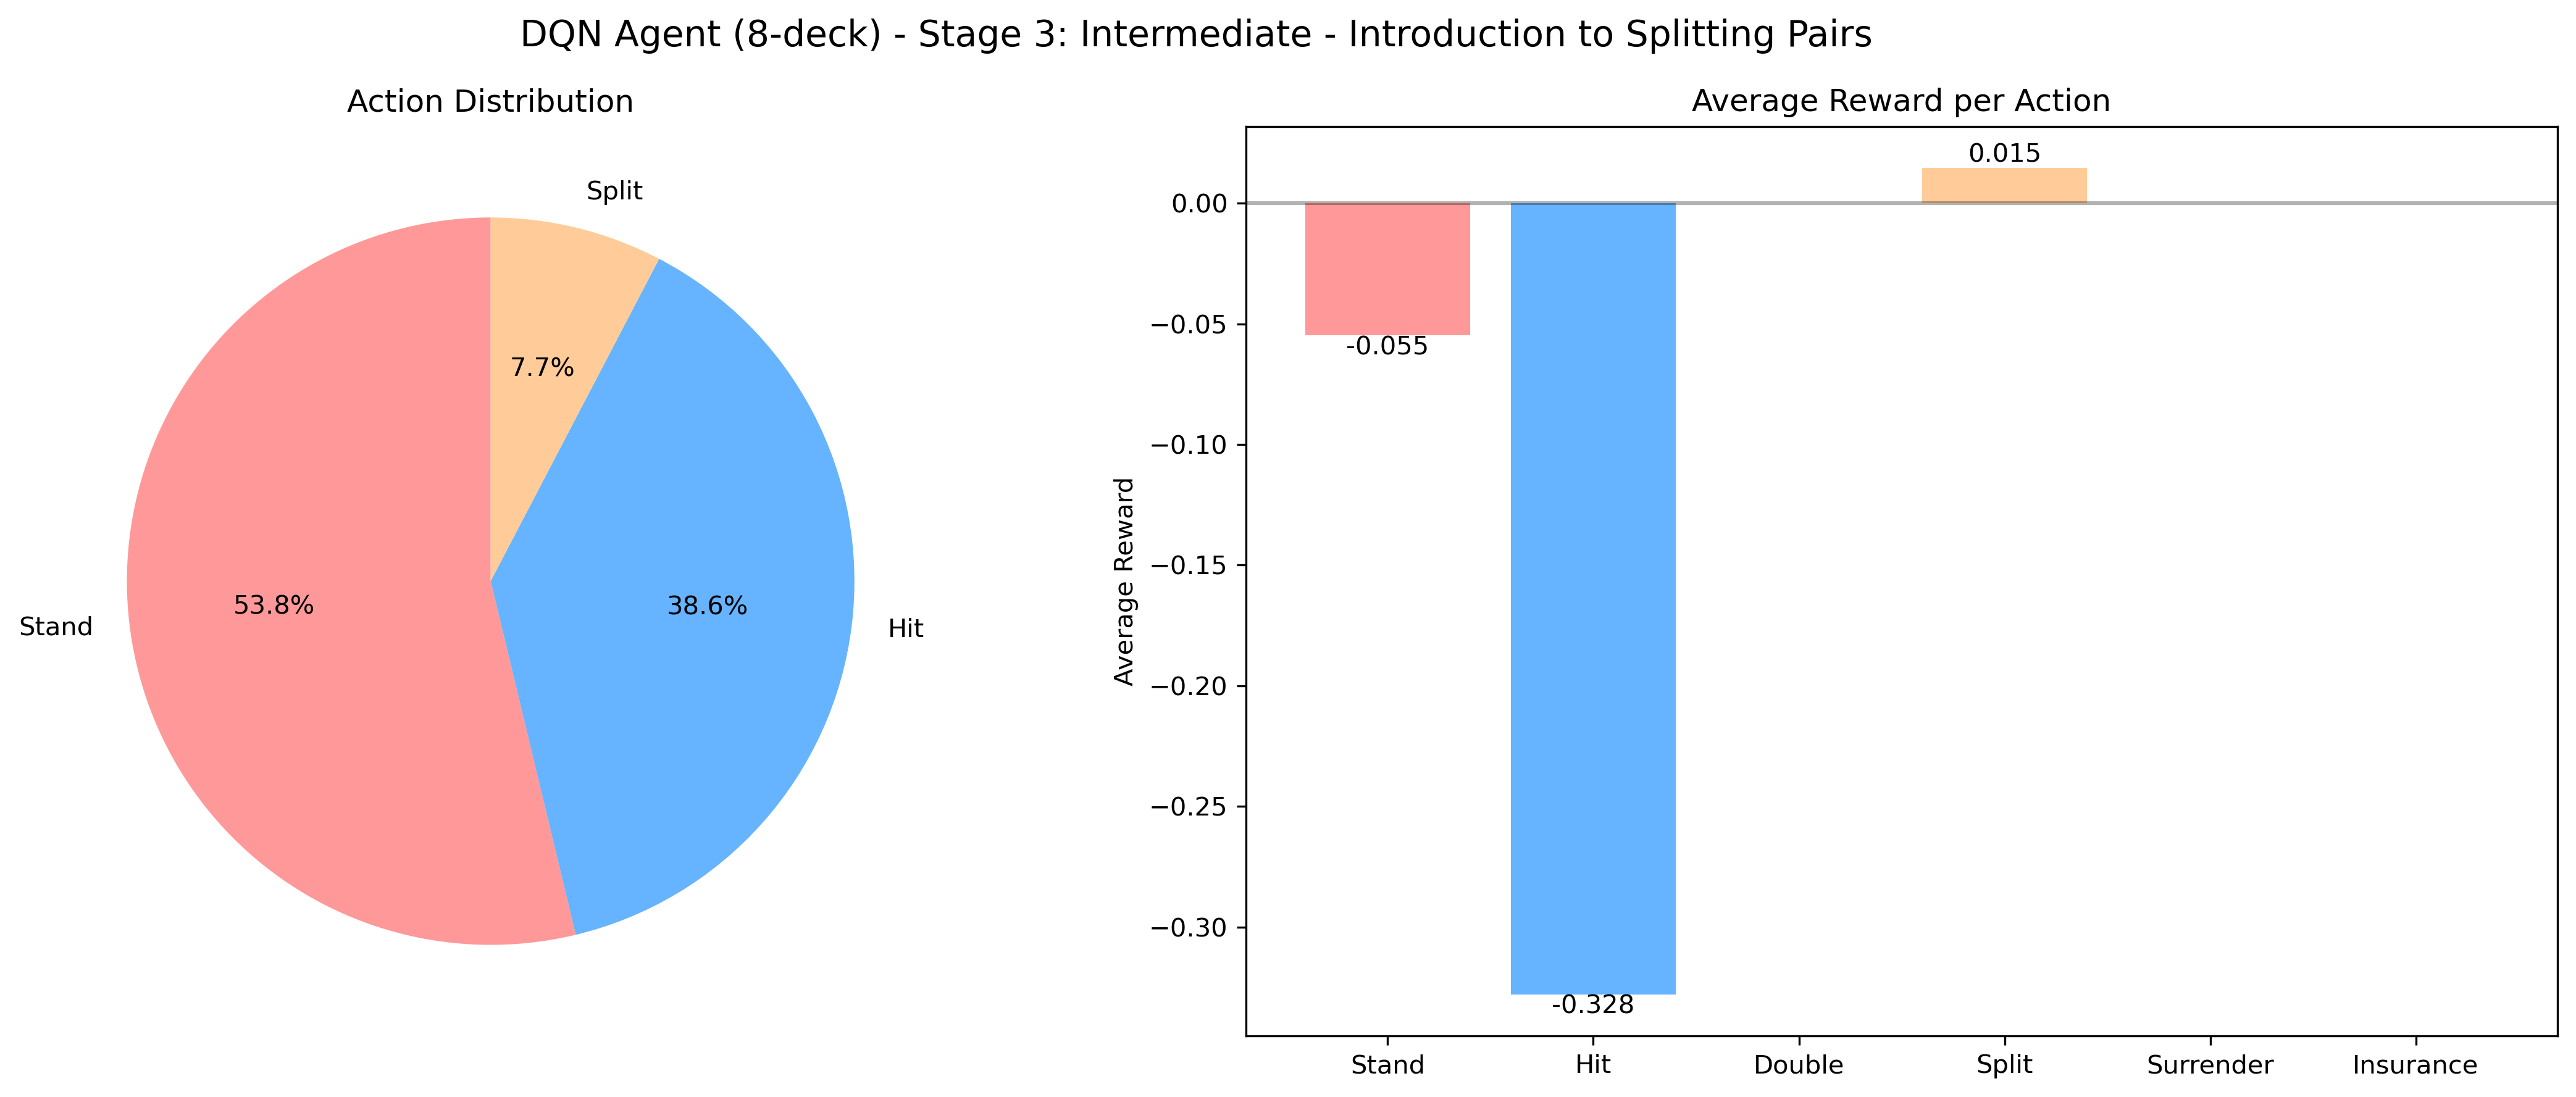 DQN Agent (8-deck) - Stage 3: Intermediate - Introduction to Splitting Pairs
Action Distribution
Split
7.7%
53.8%
38.6%
Stand
Hit
Average Reward per Action
Average Reward
0.00
−0.05
−0.10
−0.15
−0.20
−0.25
−0.30
0.015
-0.055
-0.328
Stand
Hit
Double
Split
Surrender
Insurance